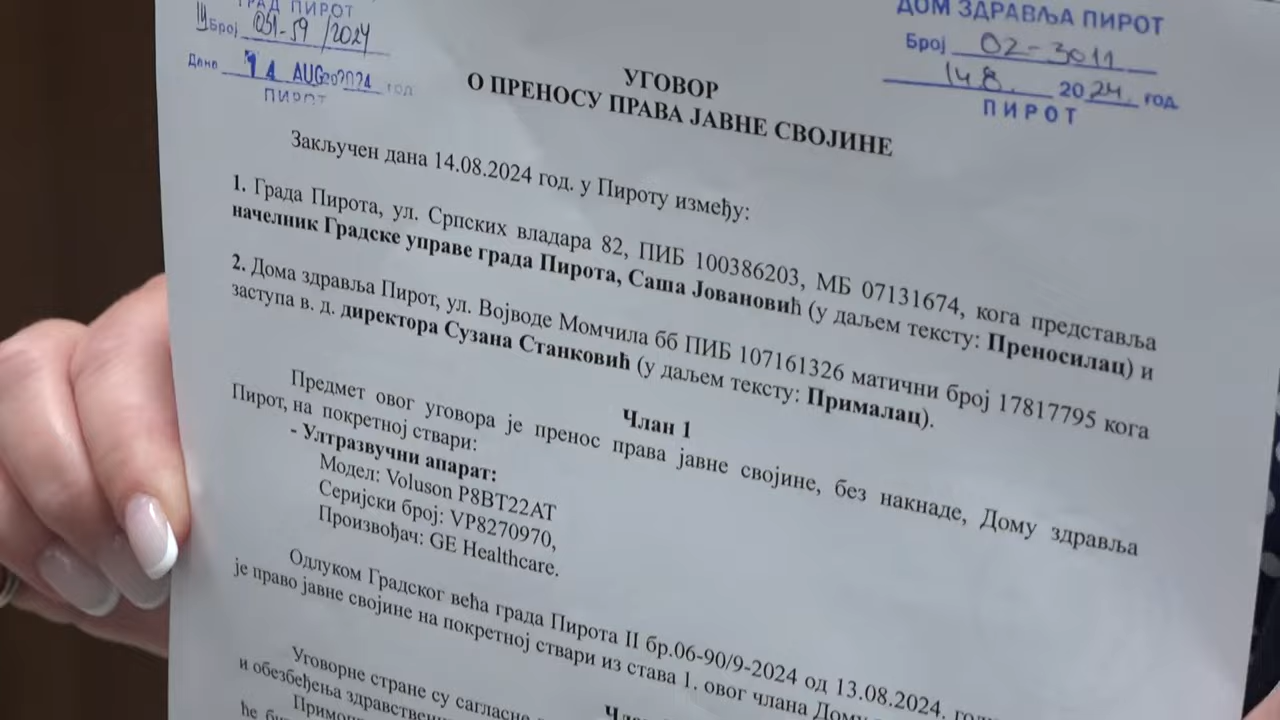 ГРАД ПИРОТ
III Број 031-59/2024
Дана 14 AUG 2024 год
ПИРОТ
ДОМ ЗДРАВЉА ПИРОТ
Број 02-3011
14.8. 2024. год.
ПИРОТ
УГОВОР
О ПРЕНОСУ ПРАВА ЈАВНЕ СВОЈИНЕ
Закључен дана 14.08.2024 год. у Пироту између:
1. Града Пирота, ул. Српских владара 82, ПИБ 100386203, МБ 07131674, кога представља
начелник Градске управе града Пирота, Саша Јовановић (у даљем тексту: Преносилац) и
2. Дома здравља Пирот, ул. Војводе Момчила бб ПИБ 107161326 матични број 17817795 кога
заступа в. д. директора Сузана Станковић (у даљем тексту: Прималац).
Члан 1
Предмет овог уговора је пренос права јавне својине, без накнаде, Дому здравља
Пирот, на покретној ствари:
- Ултразвучни апарат:
Модел: Voluson P8BT22AT
Серијски број: VP8270970,
Произвођач: GE Healthcare.
Одлуком Градског већа града Пирота II бр.06-90/9-2024 од 13.08.2024.
је право јавне својине на покретној ствари из става 1. овог члана Дому
Уговорне стране су сагласне
и обезбеђења